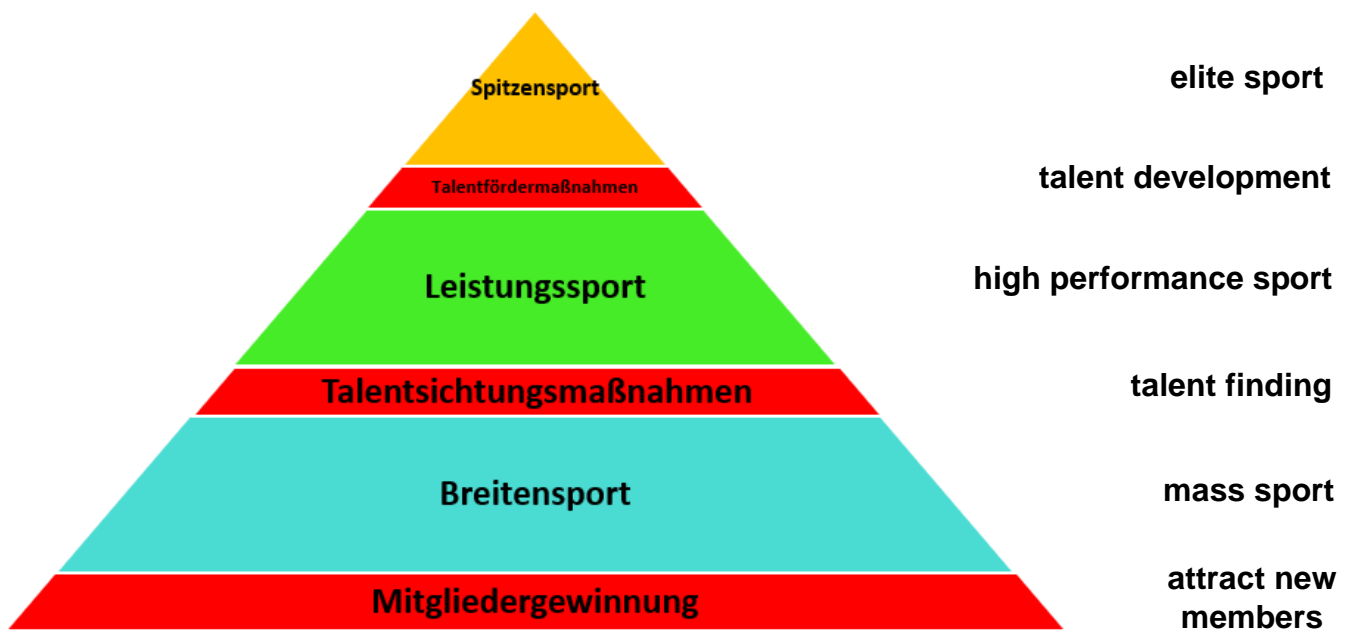 Spitzensport
elite sport
Talentfördermaßnahmen
talent development
Leistungssport
high performance sport
Talentsichtungsmaßnahmen
talent finding
Breitensport
mass sport
Mitgliedergewinnung
attract new
members